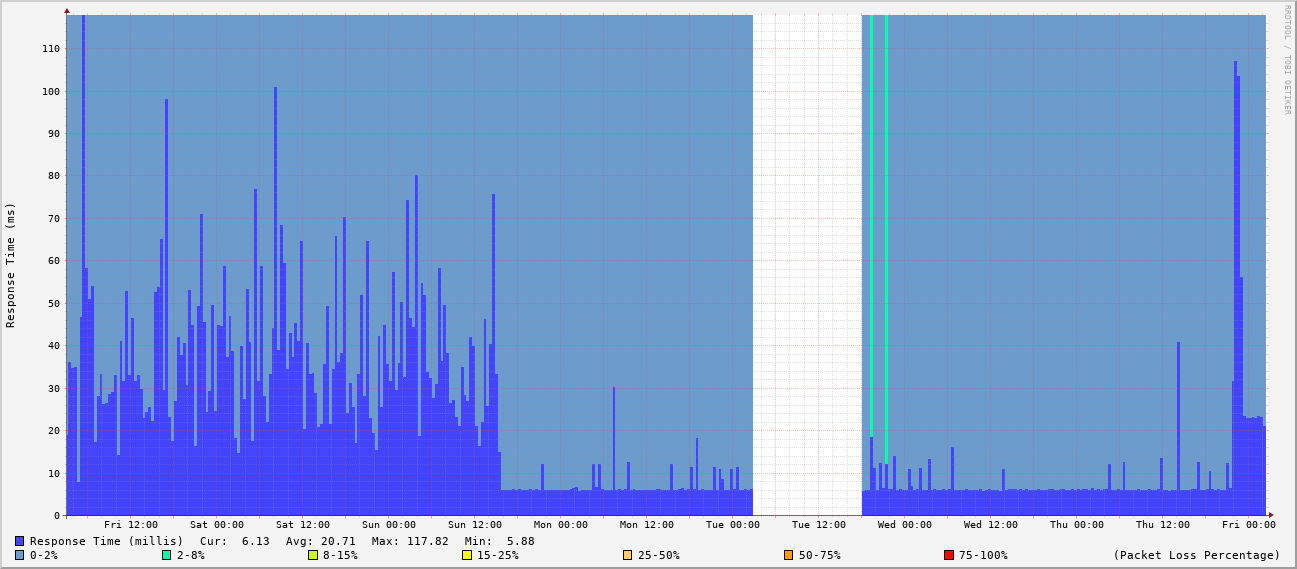 RRDTOOL / TOBI OETIKER
Response Time (ms)
110
100
90
80
70
60
50
40
30
20
10
0
Fri 12:00 Sat 00:00 Sat 12:00 Sun 00:00 Sun 12:00 Mon 00:00 Mon 12:00 Tue 00:00 Tue 12:00 Wed 00:00 Wed 12:00 Thu 00:00 Thu 12:00 Fri 00:00
Response Time (millis) Cur: 6.13 Avg: 20.71 Max: 117.82 Min: 5.88
0-2% 2-8% 8-15% 15-25% 25-50% 50-75% 75-100% (Packet Loss Percentage)